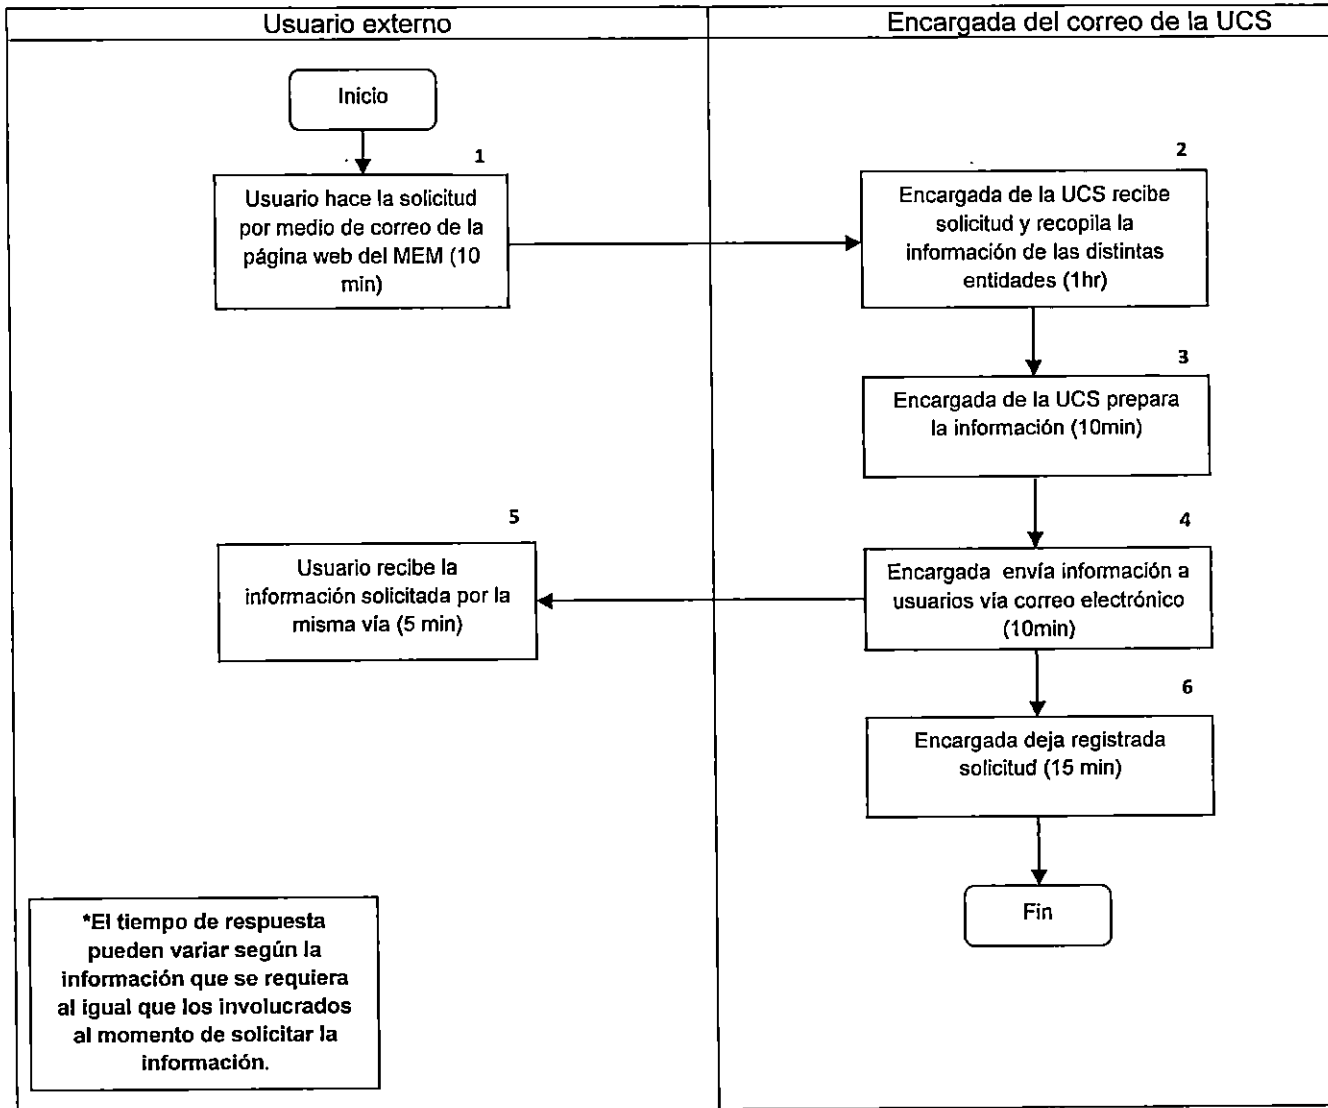 Usuario externo
Encargada del correo de la UCS
Inicio
1
Usuario hace la solicitud
por medio de correo de la
página web del MEM (10
min)
2
Encargada de la UCS recibe
solicitud y recopila la
información de las distintas
entidades (1hr)
3
Encargada de la UCS prepara
la información (10min)
4
Encargada envía información a
usuarios vía correo electrónico
(10min)
5
Usuario recibe la
información solicitada por la
misma vía (5 min)
6
Encargada deja registrada
solicitud (15 min)
Fin
*El tiempo de respuesta
pueden variar según la
información que se requiera
al igual que los involucrados
al momento de solicitar la
información.